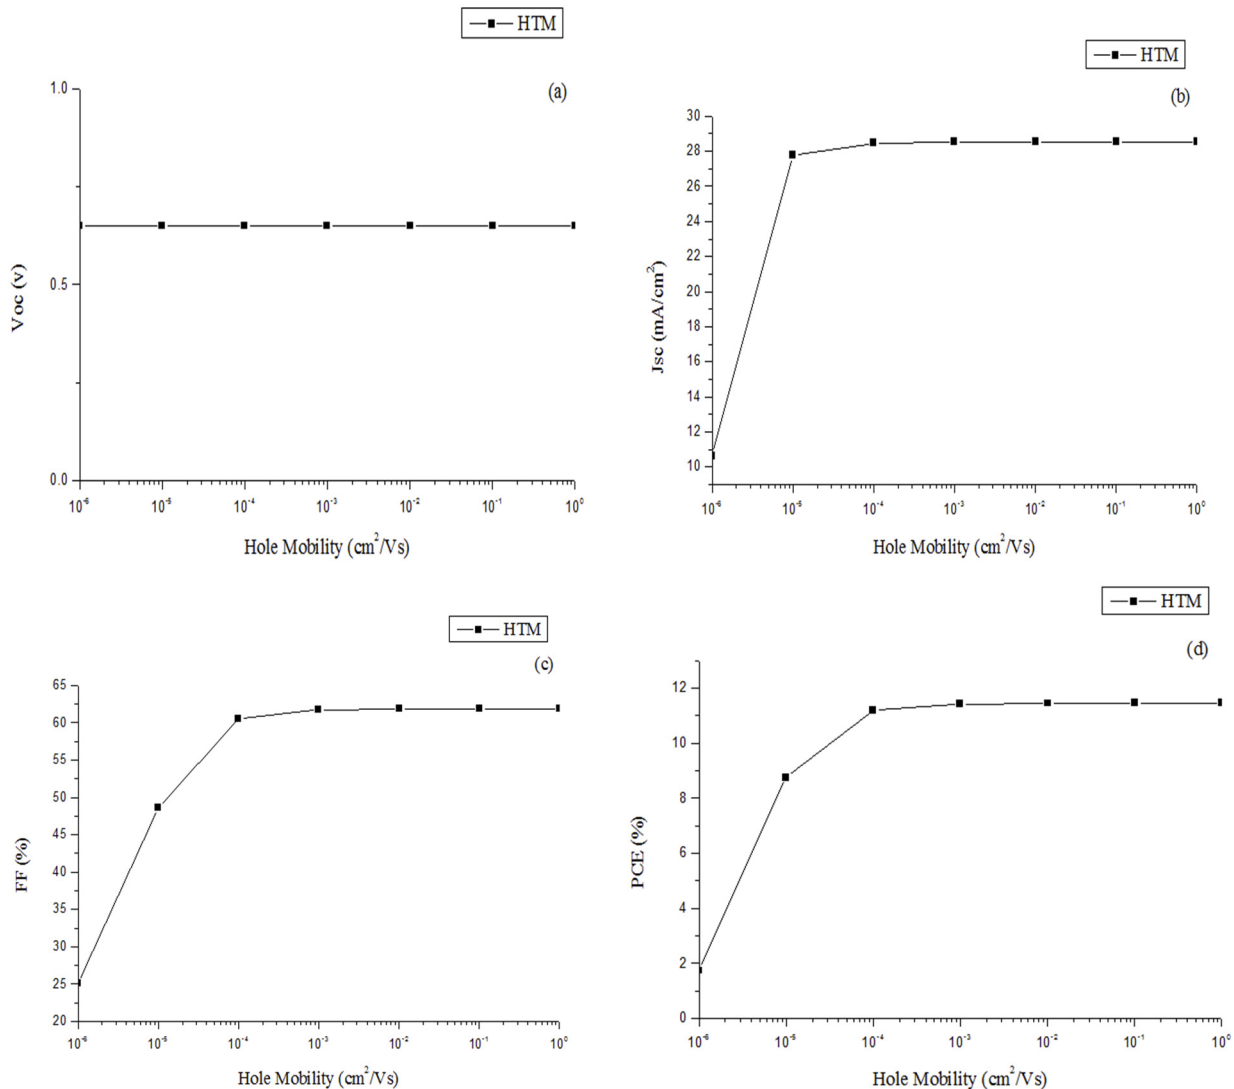 HTM
(a)
1.0
0.5
0.0
Voc (v)
10⁻⁶ 10⁻⁵ 10⁻⁴ 10⁻³ 10⁻² 10⁻¹ 10⁰
Hole Mobility (cm²/Vs)
HTM
(b)
30
28
26
24
22
20
18
16
14
12
10
Jsc (mA/cm²)
10⁻⁶ 10⁻⁵ 10⁻⁴ 10⁻³ 10⁻² 10⁻¹ 10⁰
Hole Mobility (cm²/Vs)
HTM
(c)
65
60
55
50
45
40
35
30
25
20
FF (%)
10⁻⁶ 10⁻⁵ 10⁻⁴ 10⁻³ 10⁻² 10⁻¹ 10⁰
Hole Mobility (cm²/Vs)
HTM
(d)
12
10
8
6
4
2
0
PCE (%)
10⁻⁶ 10⁻⁵ 10⁻⁴ 10⁻³ 10⁻² 10⁻¹ 10⁰
Hole Mobility (cm²/Vs)